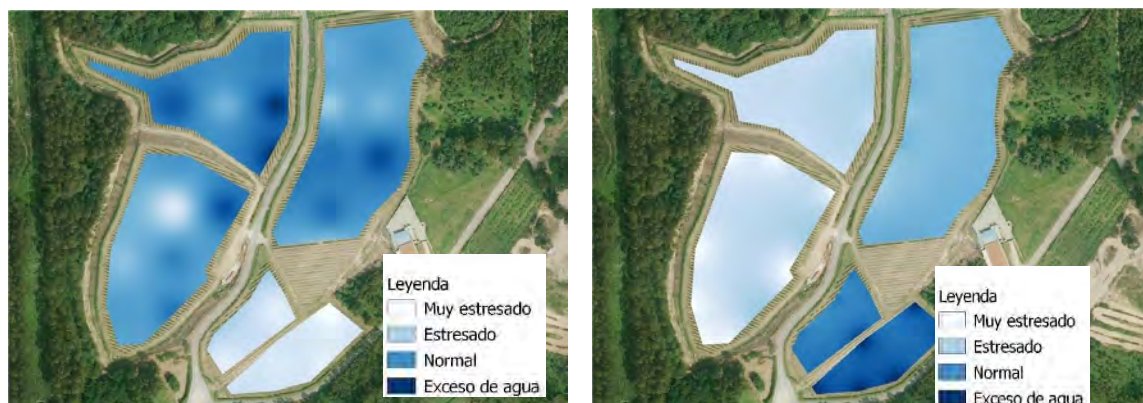 Leyenda
Muy estresado
Estresado
Normal
Exceso de agua
Leyenda
Muy estresado
Estresado
Normal
Exceso de agua